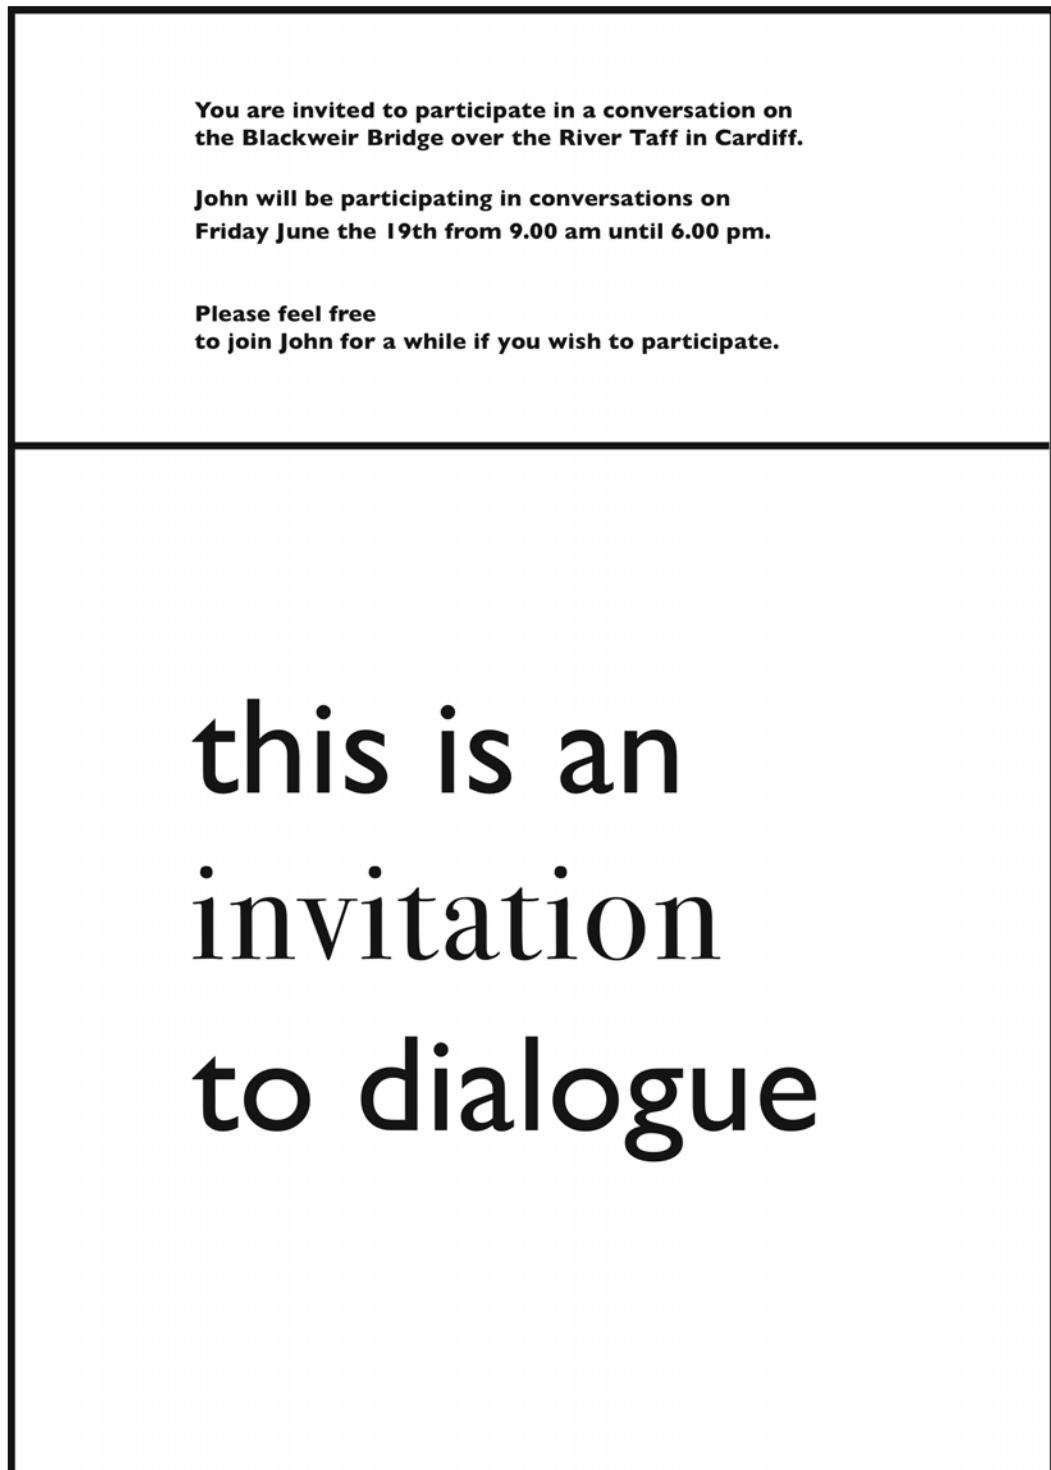 You are invited to participate in a conversation on
the Blackweir Bridge over the River Taff in Cardiff.
John will be participating in conversations on
Friday June the 19th from 9.00 am until 6.00 pm.
Please feel free
to join John for a while if you wish to participate.
this is an
invitation
to dialogue